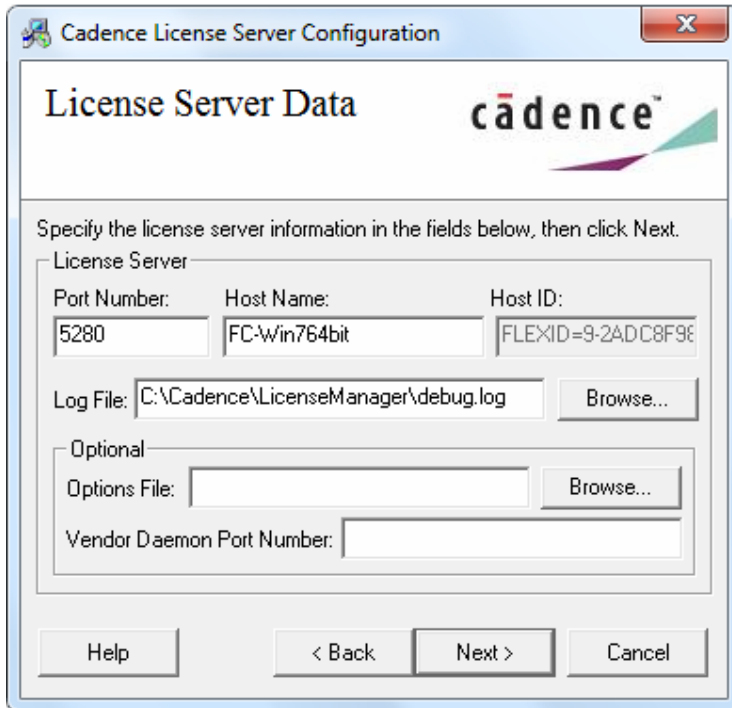 Cadence License Server Configuration
License Server Data
cādence™
Specify the license server information in the fields below, then click Next.
License Server
Port Number: Host Name: Host ID:
5280 FC-Win764bit FLEXID=9-2ADC8F98
Log File: C:\Cadence\LicenseManager\debug.log Browse...
Optional
Options File: Browse...
Vendor Daemon Port Number:
Help < Back Next > Cancel